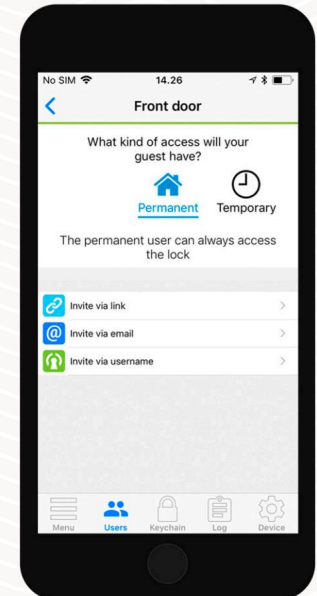 No SIM 14.26
Front door
What kind of access will your
guest have?
Permanent Temporary
The permanent user can always access
the lock
Invite via link
@ Invite via email
Invite via username
Menu Users Keychain Log Device